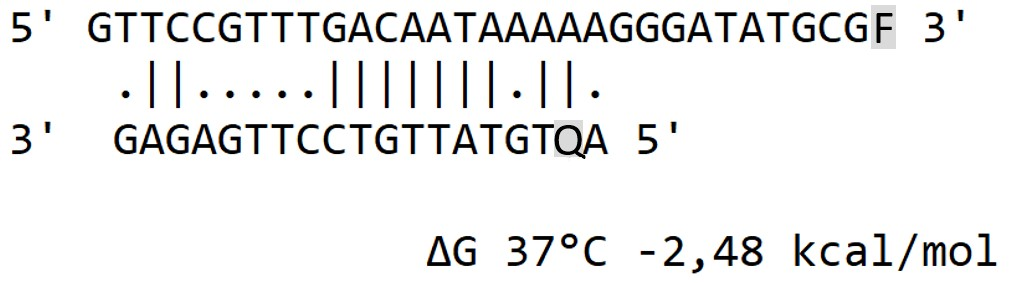 5' GTTCCGTTTGACAATAAAAAGGGATATGCGF 3'
.||.....|||||||.||.
3' GAGAGTTCCTGTTATGTQA 5'
ΔG 37°C -2,48 kcal/mol